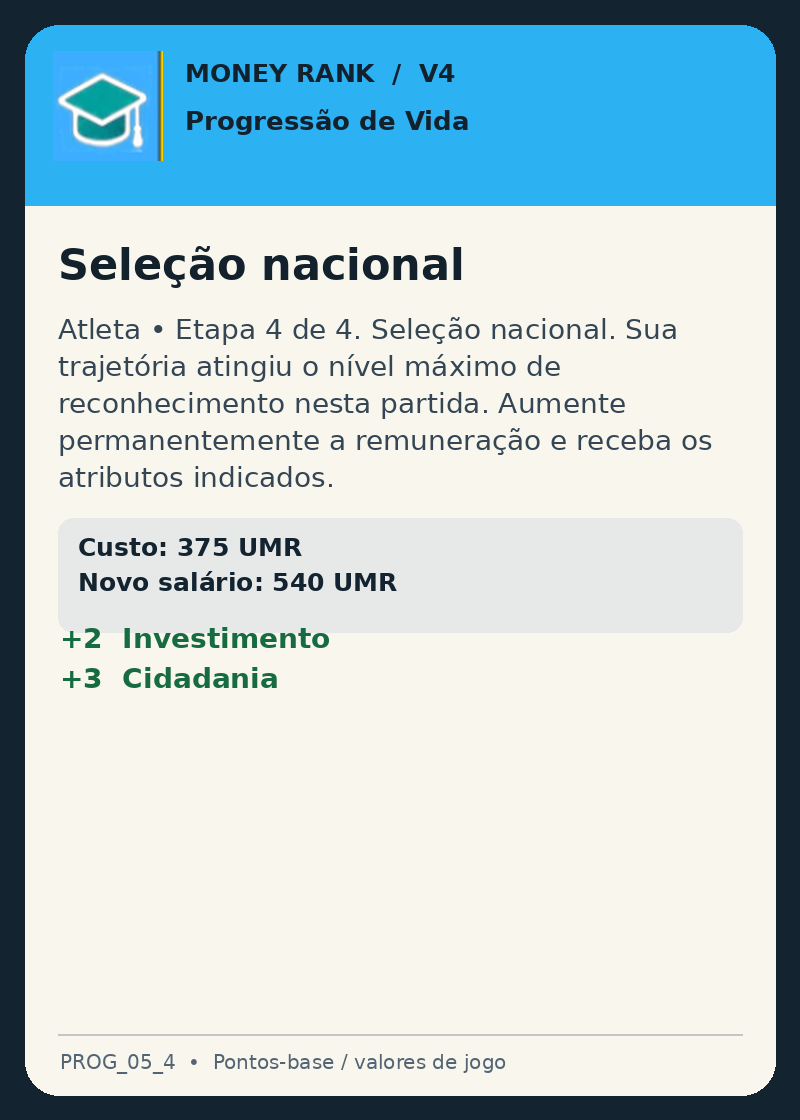 MONEY RANK / V4
Progressão de Vida
Seleção nacional
Atleta • Etapa 4 de 4. Seleção nacional. Sua
trajetória atingiu o nível máximo de
reconhecimento nesta partida. Aumente
permanentemente a remuneração e receba os
atributos indicados.
Custo: 375 UMR
Novo salário: 540 UMR
+2 Investimento
+3 Cidadania
PROG_05_4 • Pontos-base / valores de jogo